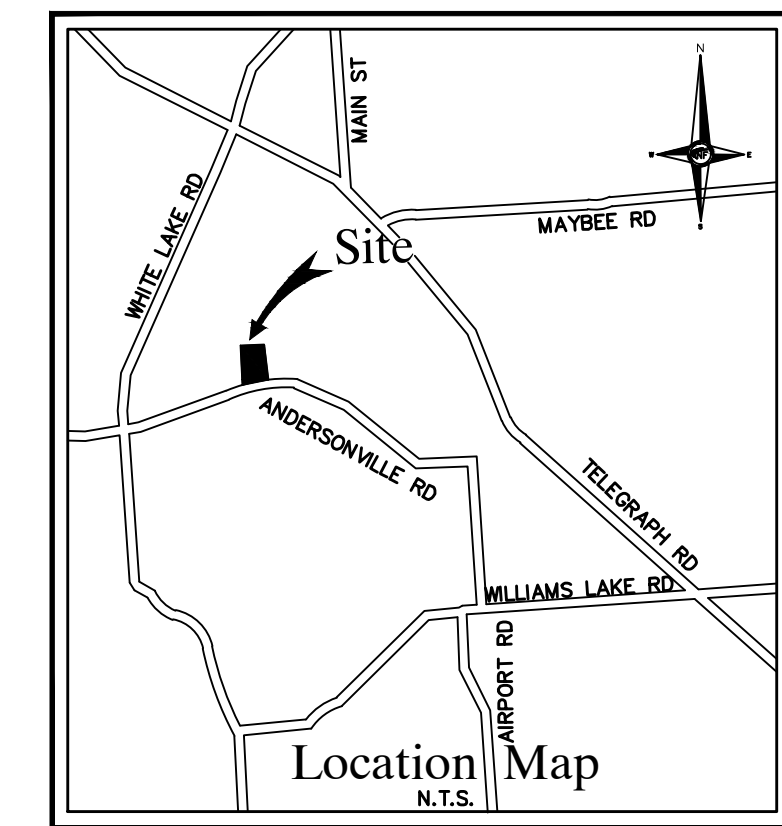 MAIN ST
N
WHITE LAKE RD
W
NF
E
MAYBEE RD
S
Site
ANDERSONVILLE RD
TELEGRAPH RD
WILLIAMS LAKE RD
AIRPORT RD
Location Map
N.T.S.